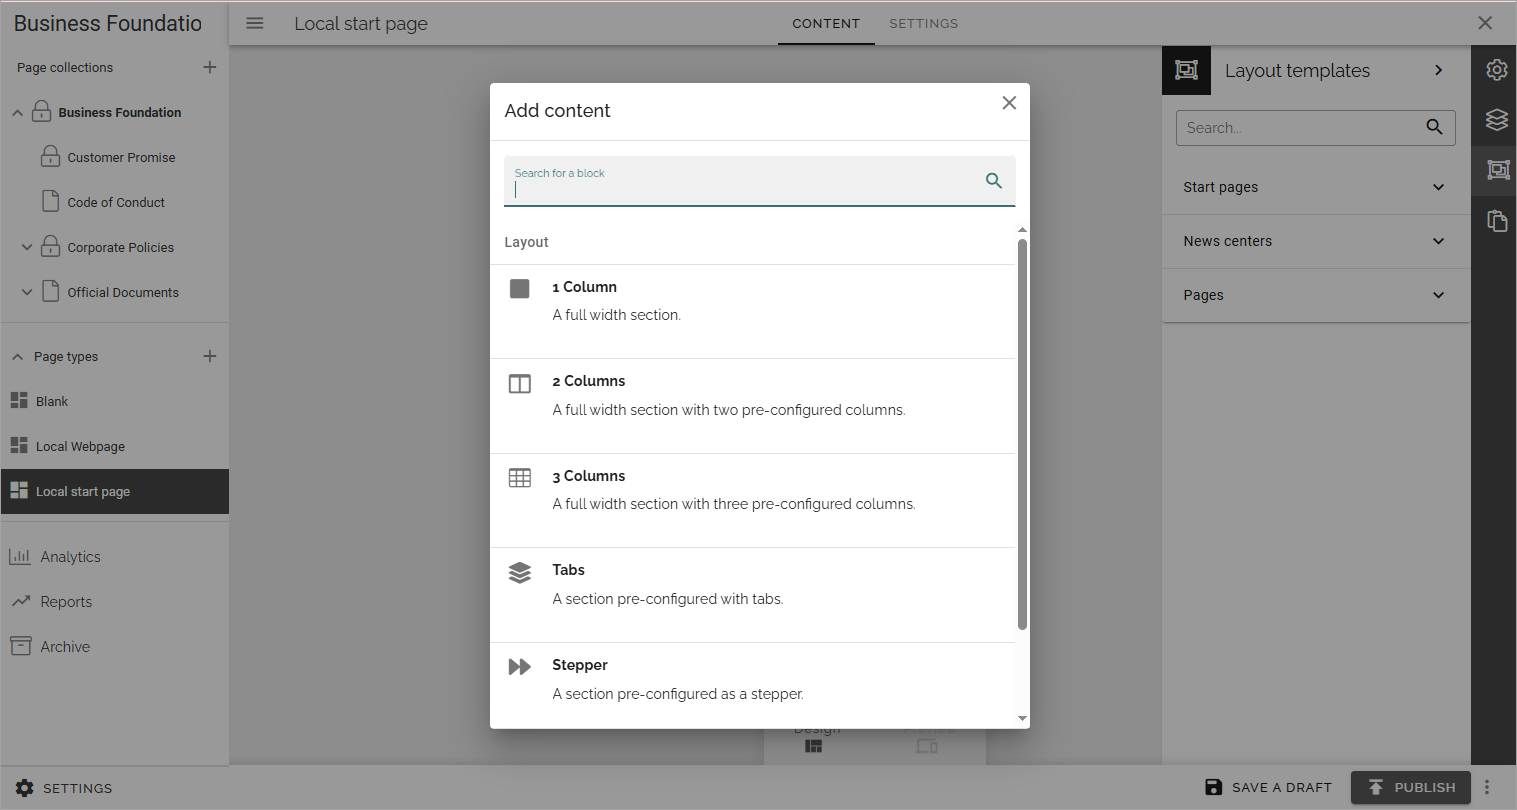 Business Foundatio
Local start page
CONTENT
SETTINGS
Page collections
Business Foundation
Customer Promise
Code of Conduct
Corporate Policies
Official Documents
Page types
Blank
Local Webpage
Local start page
Analytics
Reports
Archive
SETTINGS
Add content
Search for a block
Layout
1 Column
A full width section.
2 Columns
A full width section with two pre-configured columns.
3 Columns
A full width section with three pre-configured columns.
Tabs
A section pre-configured with tabs.
Stepper
A section pre-configured as a stepper.
Design
Preview
Layout templates
Search...
Start pages
News centers
Pages
SAVE A DRAFT
PUBLISH